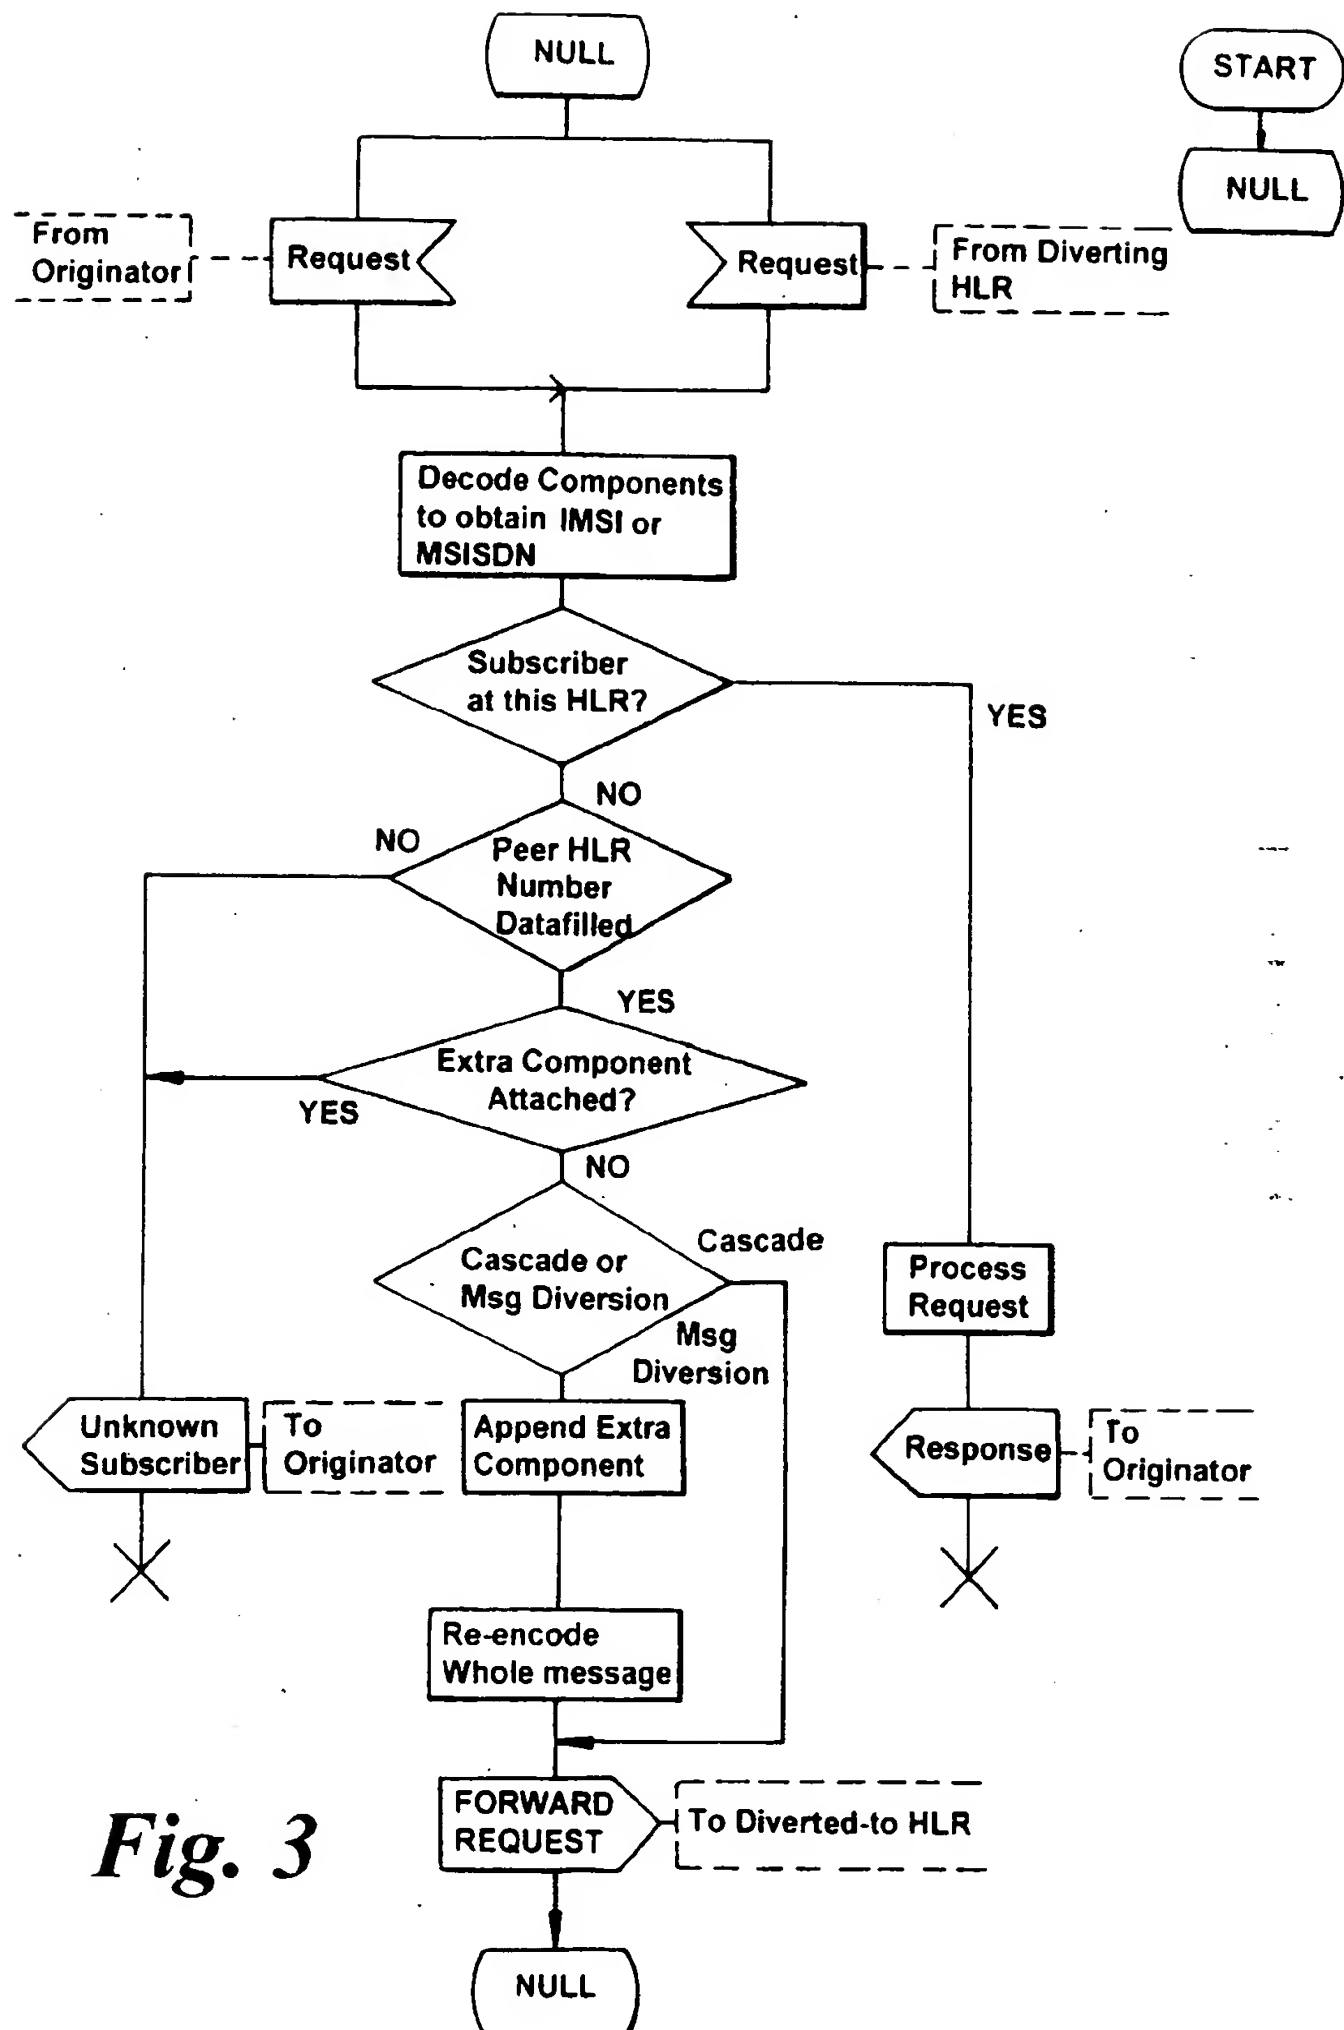 NULL
START
NULL
From
Originator
Request
Request
From Diverting
HLR
Decode Components
to obtain IMSI or
MSISDN
Subscriber
at this HLR?
YES
NO
NO
Peer HLR
Number
Datafilled
YES
Extra Component
Attached?
YES
NO
Cascade
Cascade or
Msg Diversion
Msg
Diversion
Process
Request
Unknown
Subscriber
To
Originator
Append Extra
Component
Response
To
Originator
Re-encode
Whole message
FORWARD
REQUEST
To Diverted-to HLR
Fig. 3
NULL